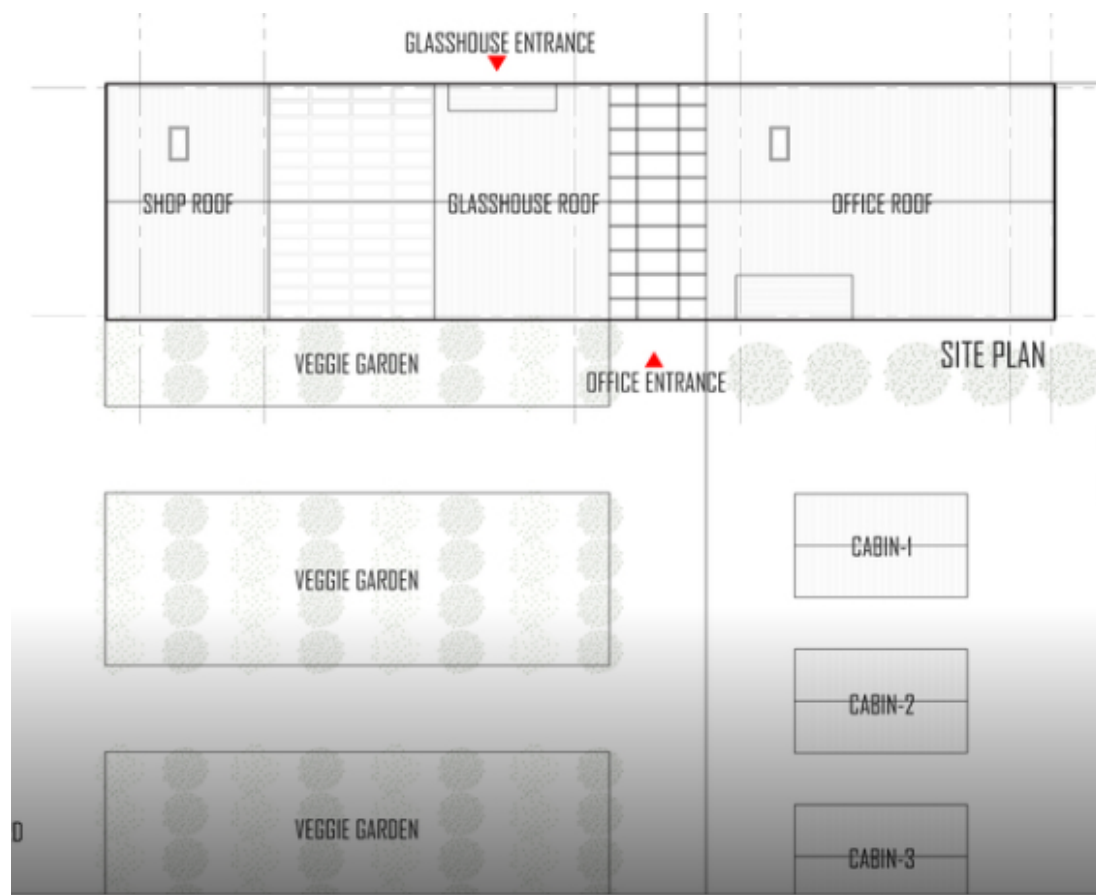 GLASSHOUSE ENTRANCE
SHOP ROOF
GLASSHOUSE ROOF
OFFICE ROOF
VEGGIE GARDEN
OFFICE ENTRANCE
SITE PLAN
VEGGIE GARDEN
CABIN-1
CABIN-2
VEGGIE GARDEN
CABIN-3